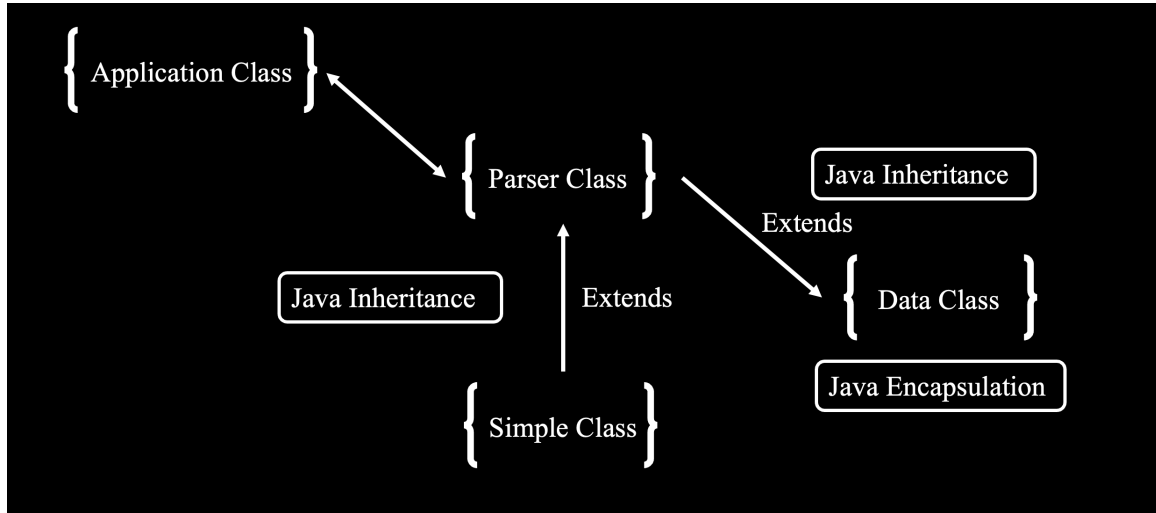 Application Class
Parser Class
Java Inheritance
Extends
Java Inheritance
Extends
Data Class
Java Encapsulation
Simple Class